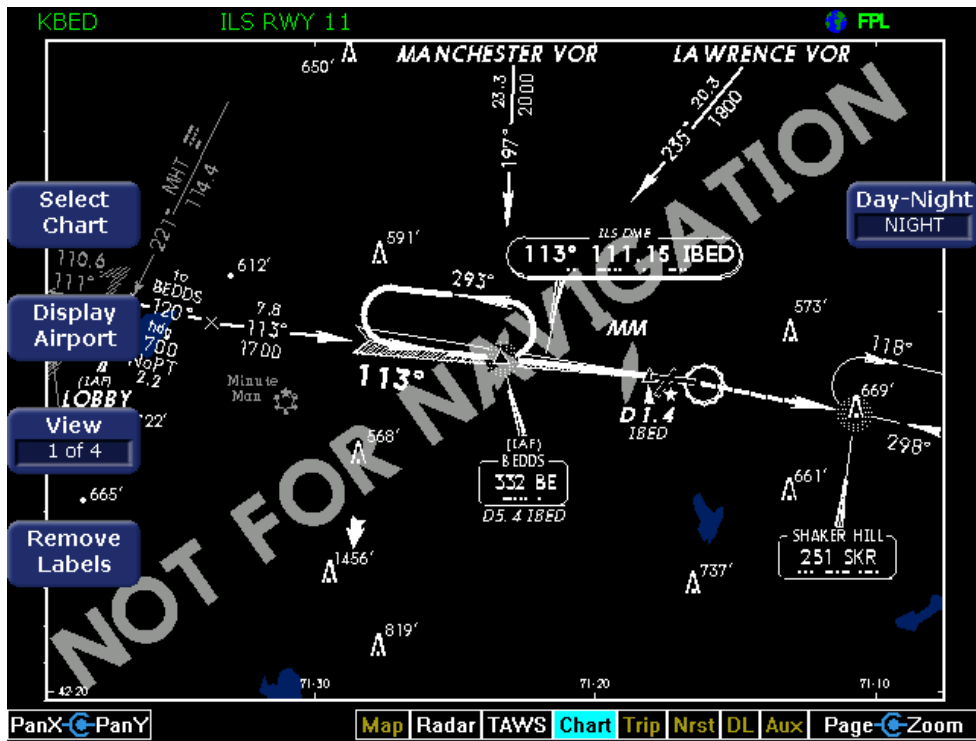 KBED ILS RWY 11 FPL
MANCHESTER VOR
LAWRENCE VOR
650'
23.3
2000
197°
20.3
1800
235°
MHT
114.4
221°
Select
Chart
Day-Night
NIGHT
591'
ILS DME
113° 111.15 IBED
110.6
111°
to
BEDDS
120°
612'
293°
7.8
113°
1700
573'
Display
Airport
hdg
700
NoPT
2.2
(IAF)
LOBBY
MM
118°
113°
Minute
Man
669'
D1.4
IBED
298°
View
1 of 4
22'
568'
(IAF)
BEDDS
332 BE
D5.4 IBED
661'
665'
Remove
Labels
SHAKER HILL
251 SKR
1456'
737'
819'
NOT FOR NAVIGATION
42-20
71-30
71-20
71-10
PanX PanY Map Radar TAWS Chart Trip Nrst DL Aux Page Zoom